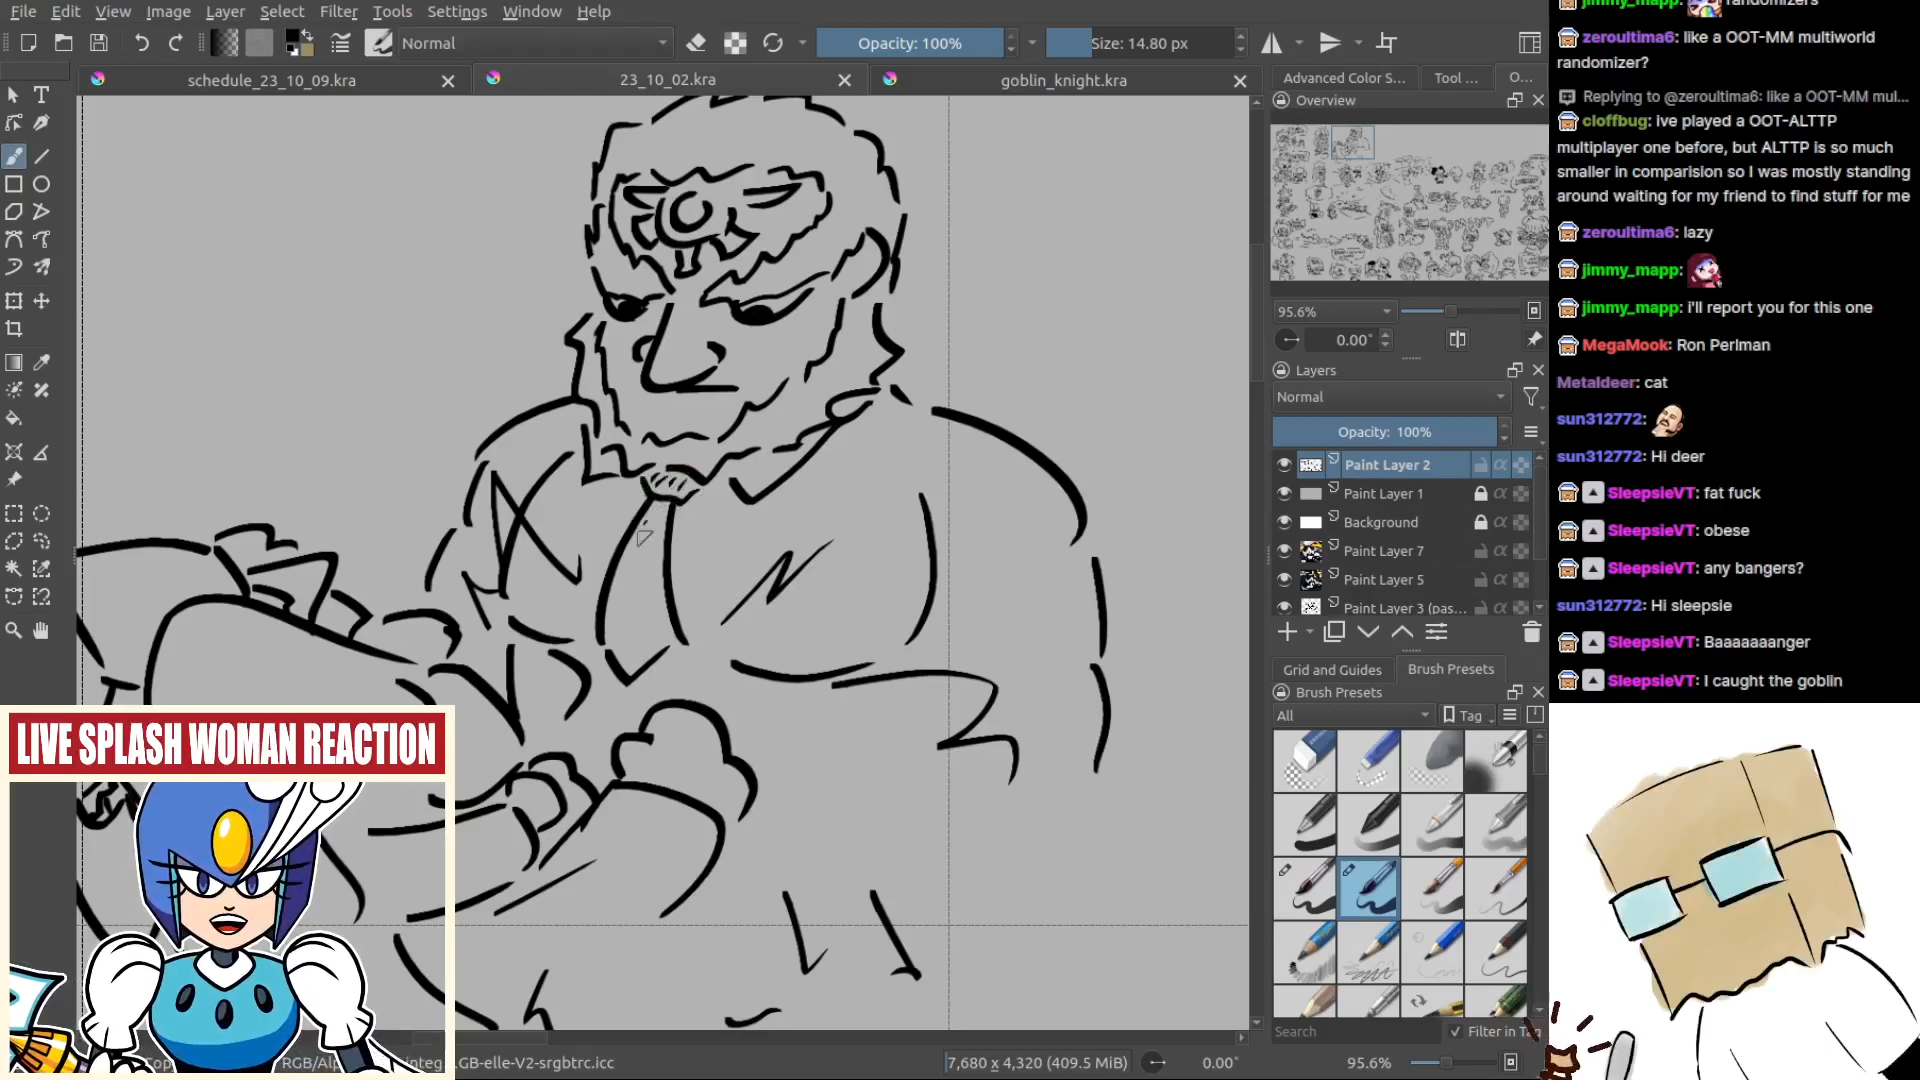 File Edit View Image Layer Select Filter Tools Settings Window Help
Normal
Opacity: 100%
Size: 14.80 px
schedule_23_10_09.kra
23_10_02.kra
goblin_knight.kra
Advanced Color S...
Tool ...
O...
Overview
95.6%
0.00°
Layers
Normal
Opacity: 100%
Paint Layer 2
Paint Layer 1
Background
Paint Layer 7
Paint Layer 5
Paint Layer 3 (pas...
Grid and Guides
Brush Presets
Brush Presets
All
Tag
Search
Filter in Tag
RGB/Alp
integ
GB-elle-V2-srgbtrc.icc
7,680 x 4,320 (409.5 MiB)
0.00°
95.6%
LIVE SPLASH WOMAN REACTION
jimmy_mapp: randomizers
zeroultima6: like a OOT-MM multiworld
randomizer?
Replying to @zeroultima6: like a OOT-MM mul...
cloffbug: ive played a OOT-ALTTP
multiplayer one before, but ALTTP is so much
smaller in comparision so I was mostly standing
around waiting for my friend to find stuff for me
zeroultima6: lazy
jimmy_mapp:
jimmy_mapp: i'll report you for this one
MegaMook: Ron Perlman
Metaldeer: cat
sun312772:
sun312772: Hi deer
SleepsieVT: fat fuck
SleepsieVT: obese
SleepsieVT: any bangers?
sun312772: Hi sleepsie
SleepsieVT: Baaaaaaanger
SleepsieVT: I caught the goblin